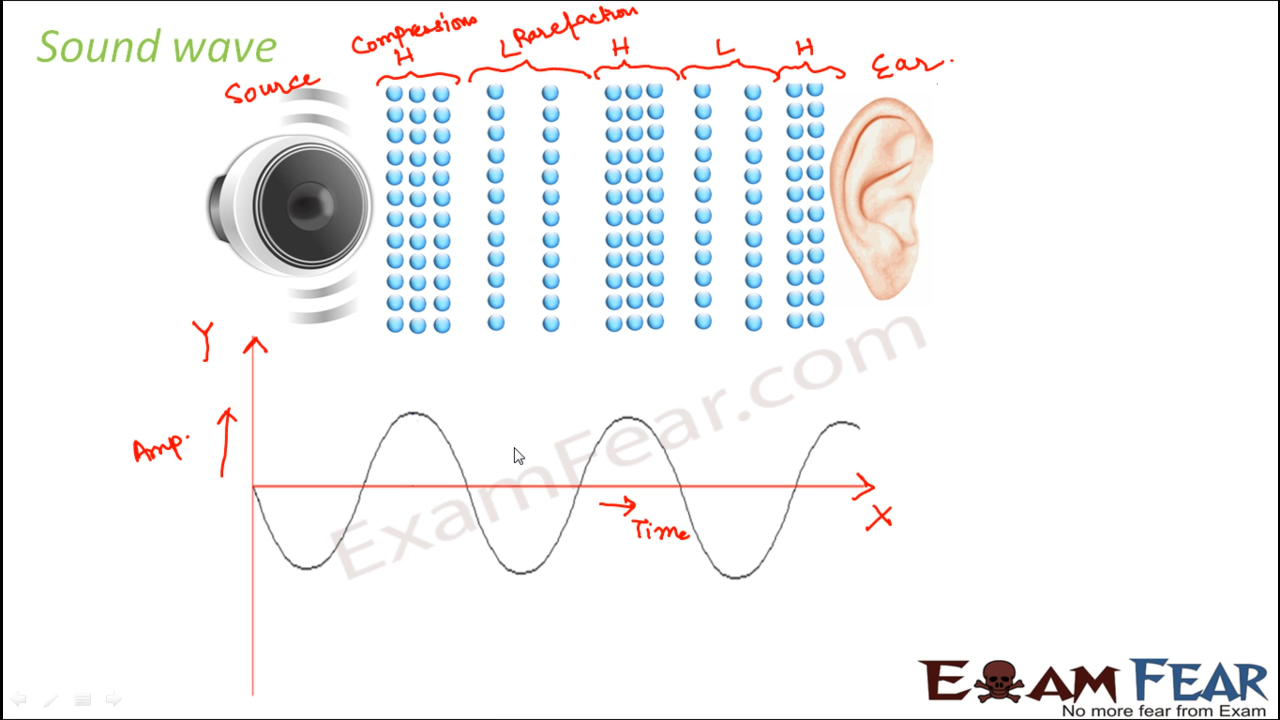 Sound wave
Compressions
Rarefaction
H
L
H
L
H
Source
Ear.
Y
Amp.
Time
X
ExamFear.com
EXAM FEAR
No more fear from Exam